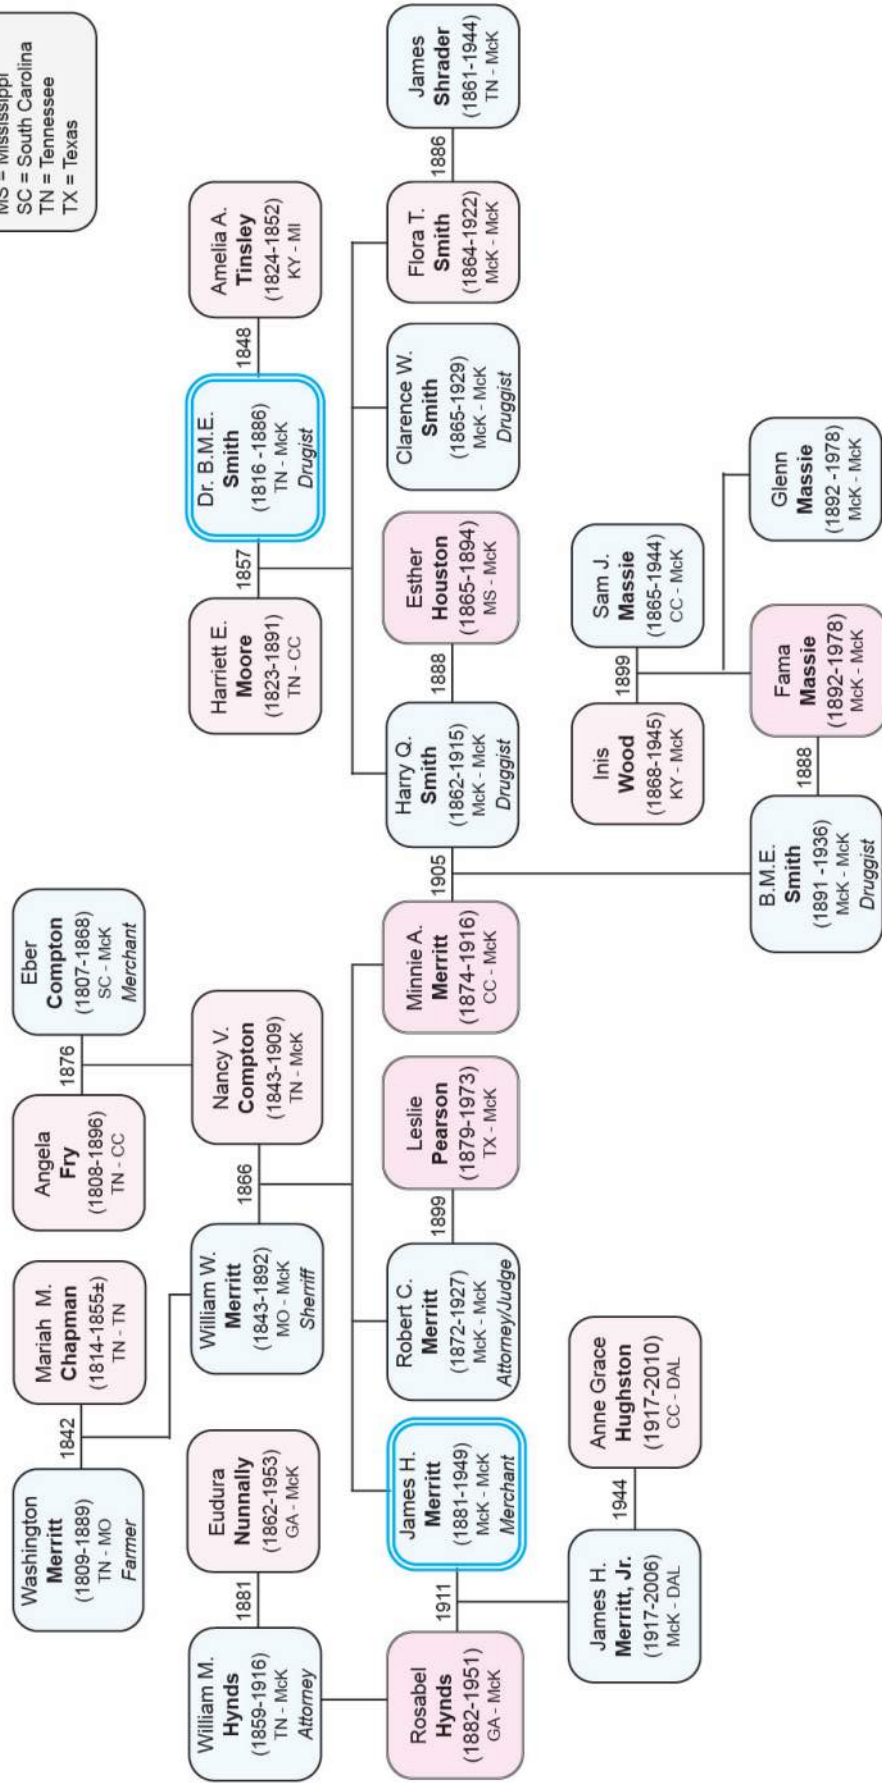 MS = Mississippi
SC = South Carolina
TN = Tennessee
TX = Texas
Washington
Merritt
(1809-1889)
TN - MO
Farmer
1842
Mariah M.
Chapman
(1814-1855±)
TN - TN
Angela
Fry
(1808-1896)
TN - CC
1876
Eber
Compton
(1807-1868)
SC - McK
Merchant
William M.
Hynds
(1859-1916)
TN - McK
Attorney
1881
Eudura
Nunnally
(1862-1953)
GA - McK
William W.
Merritt
(1843-1892)
MO - McK
Sherriff
1866
Nancy V.
Compton
(1843-1909)
TN - McK
Harriett E.
Moore
(1823-1891)
TN - CC
1857
Dr. B.M.E.
Smith
(1816 -1886)
TN - McK
Drugist
1848
Amelia A.
Tinsley
(1824-1852)
KY - MI
Rosabel
Hynds
(1882-1951)
GA - McK
1911
James H.
Merritt
(1881-1949)
McK - McK
Merchant
Robert C.
Merritt
(1872-1927)
McK - McK
Attorney/Judge
1899
Leslie
Pearson
(1879-1973)
TX - McK
Minnie A.
Merritt
(1874-1916)
CC - McK
1905
Harry Q.
Smith
(1862-1915)
McK - McK
Druggist
1888
Esther
Houston
(1865-1894)
MS - McK
Clarence W.
Smith
(1865-1929)
McK - McK
Druggist
Flora T.
Smith
(1864-1922)
McK - McK
1886
James
Shrader
(1861-1944)
TN - McK
James H.
Merritt, Jr.
(1917-2006)
McK - DAL
1944
Anne Grace
Hughston
(1917-2010)
CC - DAL
Inis
Wood
(1868-1945)
KY - McK
1899
Sam J.
Massie
(1865-1944)
CC - McK
B.M.E.
Smith
(1891 -1936)
McK - McK
Druggist
1888
Fama
Massie
(1892-1978)
McK - McK
Glenn
Massie
(1892 -1978)
McK - McK